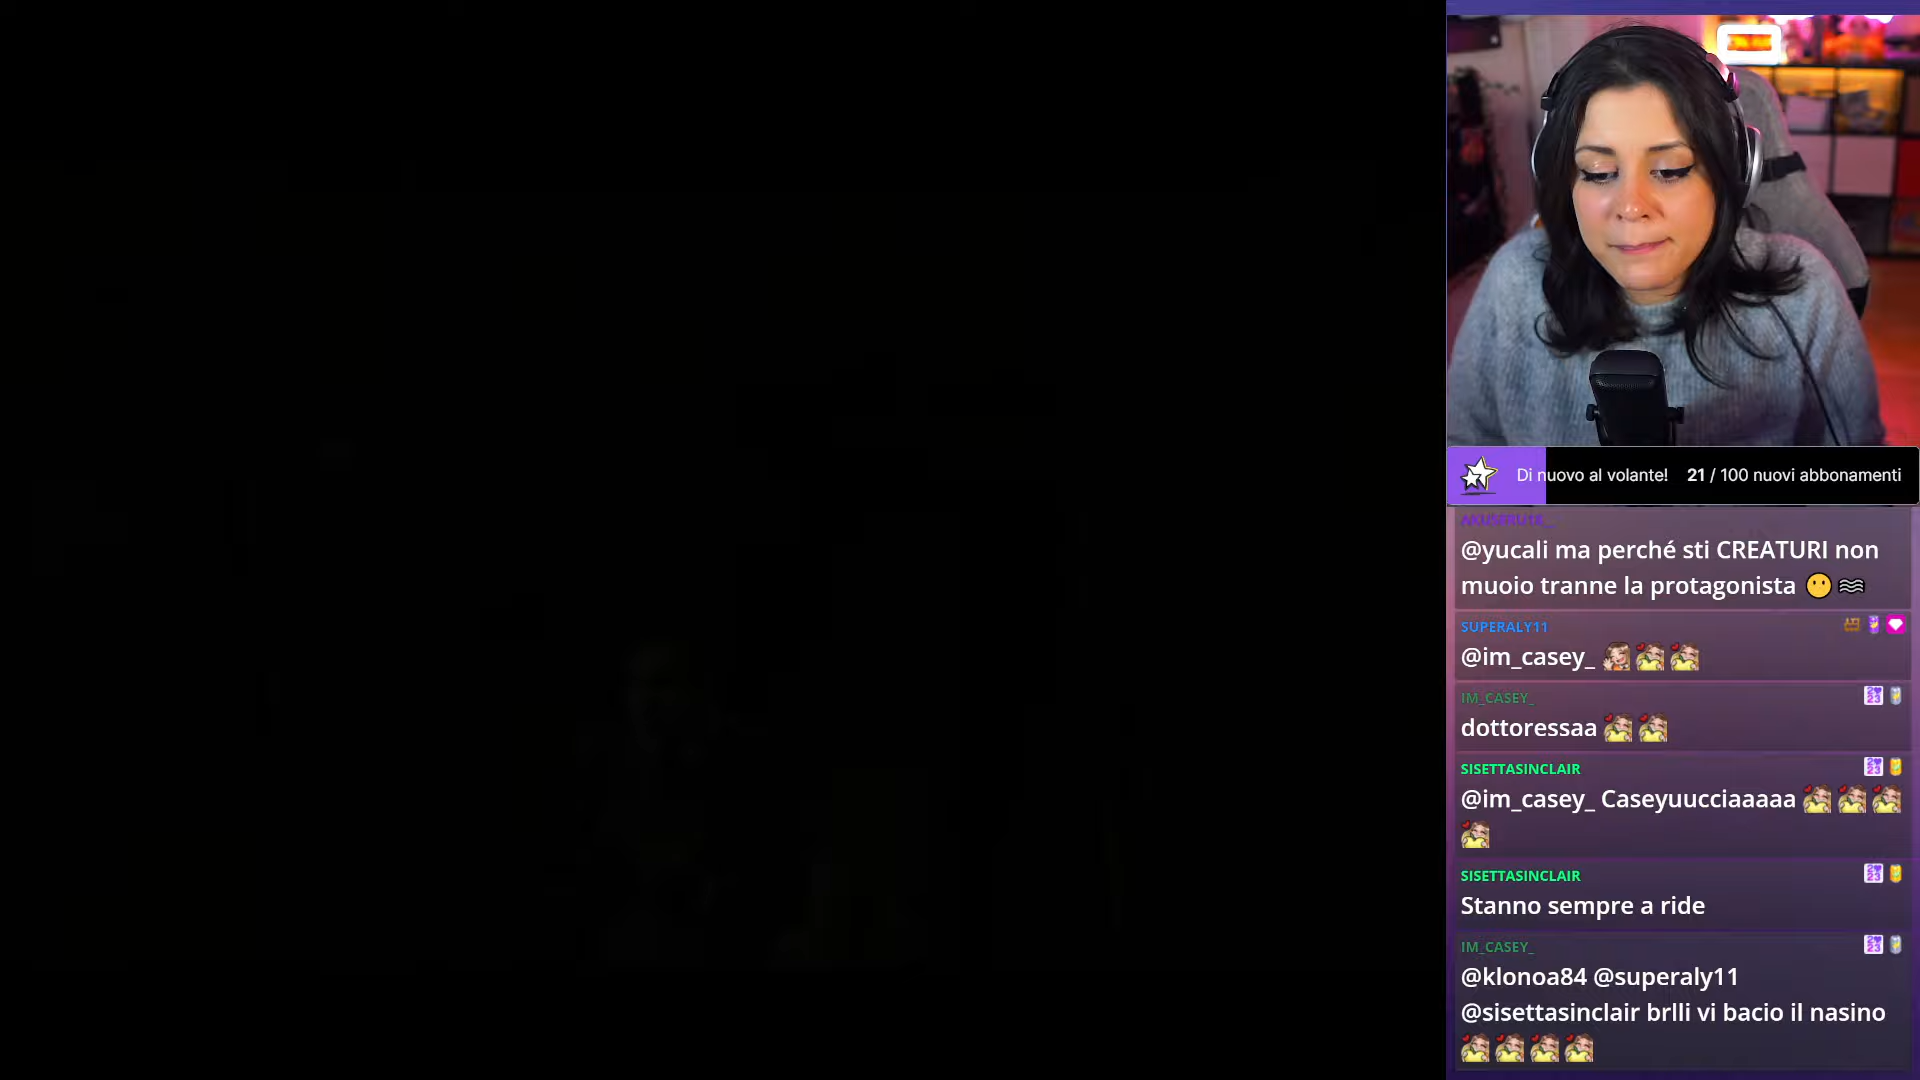 Di nuovo al volante! 21 / 100 nuovi abbonamenti
@yucali ma perché sti CREATURI non
muoio tranne la protagonista
SUPERALY11
@im_casey_
IM_CASEY_
dottoressaa
SISETTASINCLAIR
@im_casey_ Caseyuucciaaaaa
SISETTASINCLAIR
Stanno sempre a ride
IM_CASEY_
@klonoa84 @superaly11
@sisettasinclair brlli vi bacio il nasino